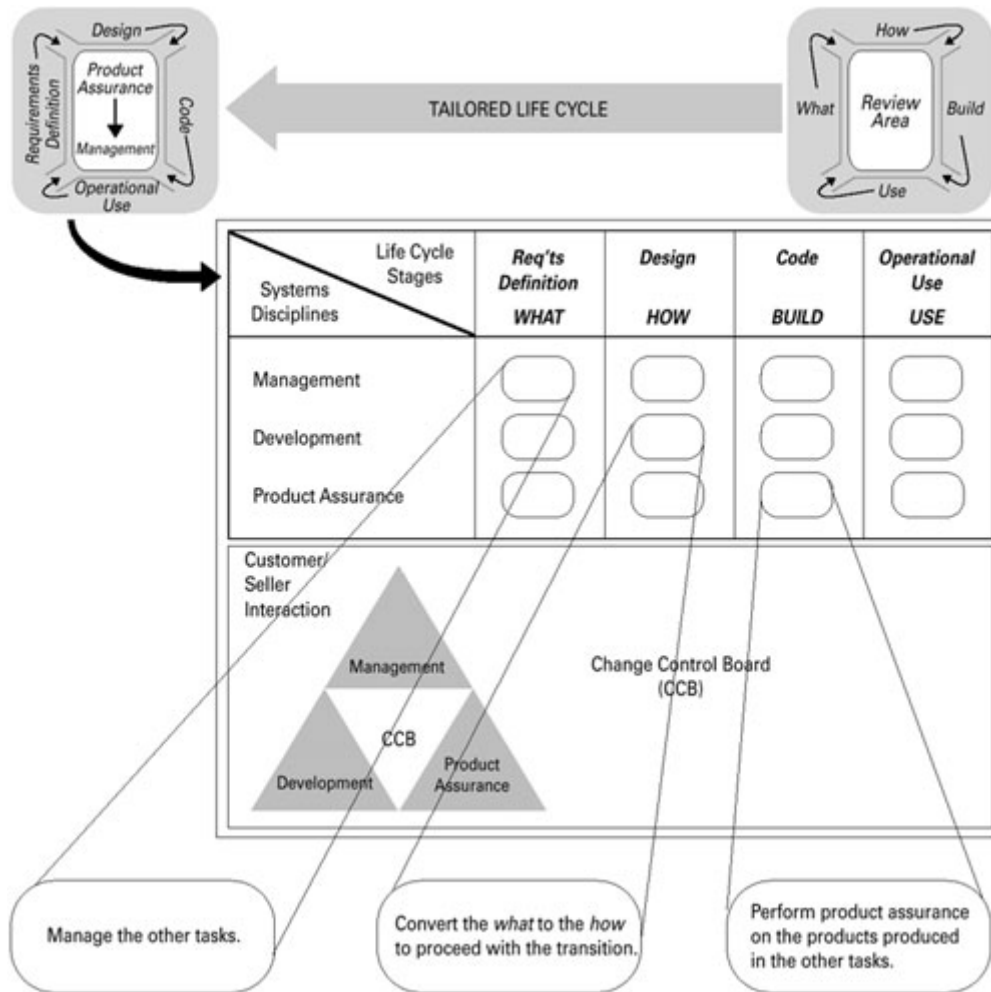 Design
Requirements
Definition
Product
Assurance
Management
Code
Operational
Use
TAILORED LIFE CYCLE
How
What
Review
Area
Build
Use
Life Cycle
Stages
Systems
Disciplines
Req'ts
Definition
WHAT
Design
HOW
Code
BUILD
Operational
Use
USE
Management
Development
Product Assurance
Customer/
Seller
Interaction
Management
CCB
Development
Product
Assurance
Change Control Board
(CCB)
Manage the other tasks.
Convert the what to the how
to proceed with the transition.
Perform product assurance
on the products produced
in the other tasks.